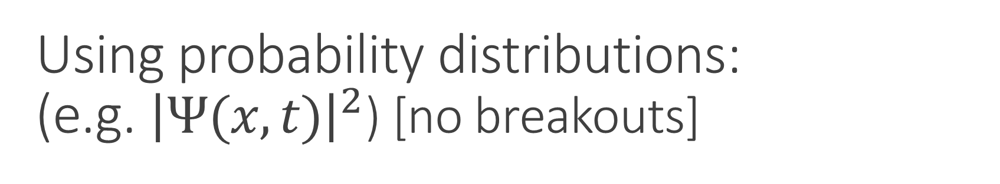 Using probability distributions:
(e.g. |Ψ(x, t)|²) [no breakouts]